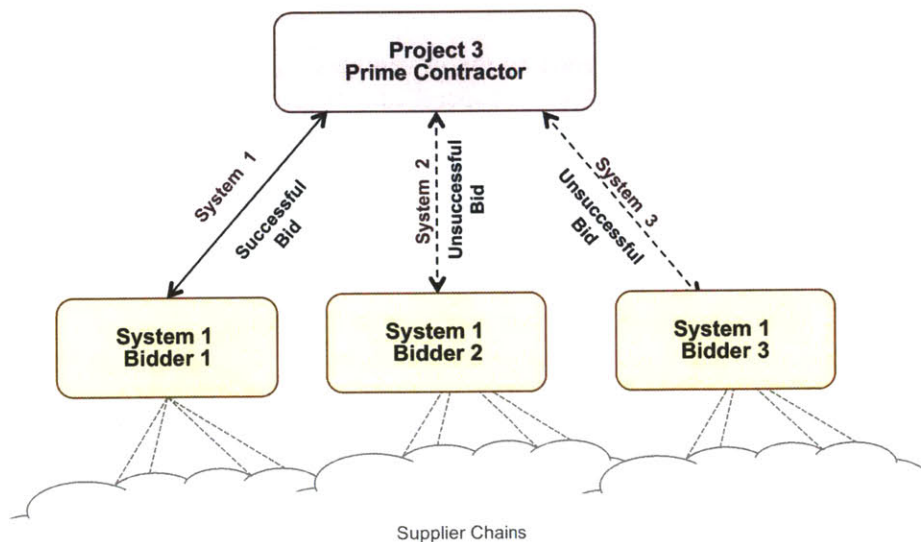 Project 3
Prime Contractor
System 1
Successful
Bid
System 2
Unsuccessful
Bid
System 3
Unsuccessful
Bid
System 1
Bidder 1
System 1
Bidder 2
System 1
Bidder 3
Supplier Chains